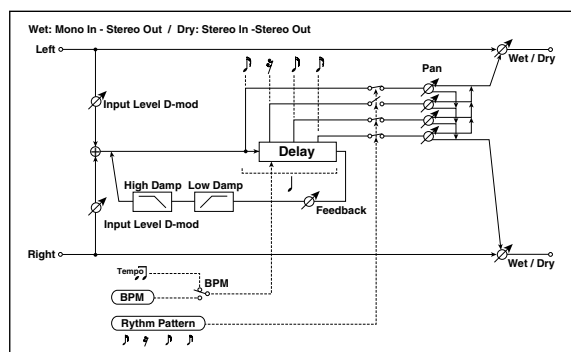 Wet: Mono In - Stereo Out / Dry: Stereo In -Stereo Out
Left
Wet / Dry
Pan
Input Level D-mod
Delay
High Damp
Low Damp
Feedback
Input Level D-mod
Right
Wet / Dry
Tempo
BPM
BPM
Rythm Pattern